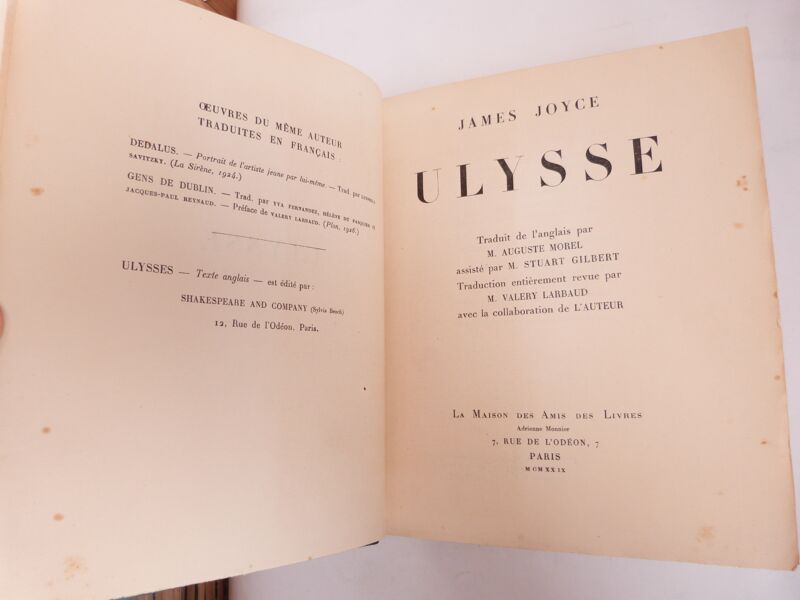 ŒUVRES DU MÊME AUTEUR
TRADUITES EN FRANÇAIS :
DEDALUS. — Portrait de l'artiste jeune par lui-même. — Trad. par LUDMILA
SAVITZKY. (La Sirène, 1924.)
GENS DE DUBLIN. — Trad. par YVA FERNANDEZ, HÉLÈNE DU PASQUIER et
JACQUES-PAUL REYNAUD. — Préface de VALERY LARBAUD. (Plon, 1926.)
ULYSSES — Texte anglais — est édité par :
SHAKESPEARE AND COMPANY (Sylvia Beach)
12, Rue de l'Odéon, Paris.
JAMES JOYCE
ULYSSE
Traduit de l'anglais par
M. AUGUSTE MOREL
assisté par M. STUART GILBERT
Traduction entièrement revue par
M. VALERY LARBAUD
avec la collaboration de L'AUTEUR
LA MAISON DES AMIS DES LIVRES
Adrienne Monnier
7, RUE DE L'ODÉON, 7
PARIS
MCMXXIX